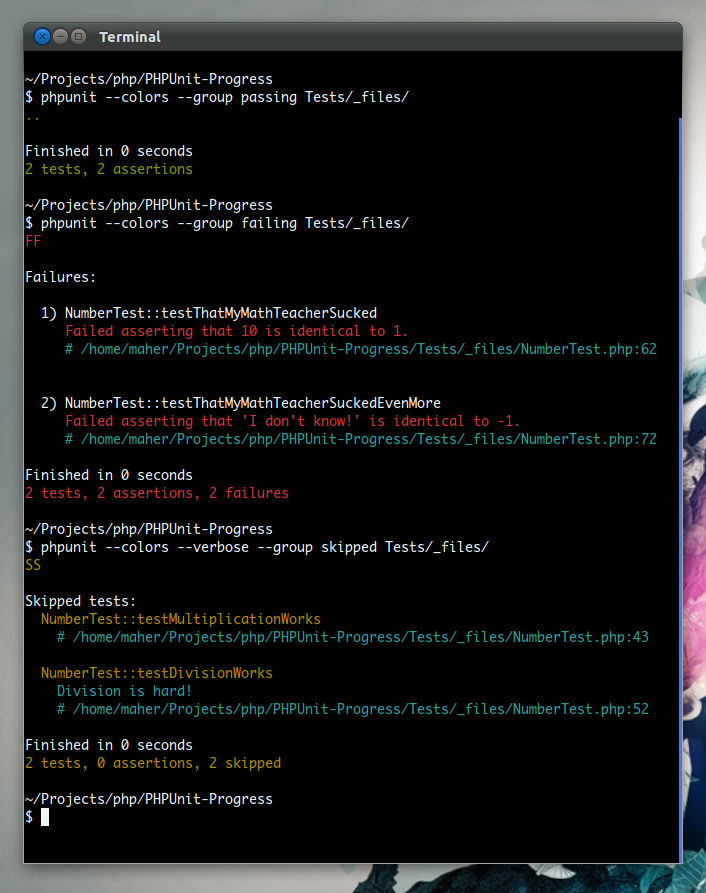 Terminal
~/Projects/php/PHPUnit-Progress
$ phpunit --colors --group passing Tests/_files/
..
Finished in 0 seconds
2 tests, 2 assertions
~/Projects/php/PHPUnit-Progress
$ phpunit --colors --group failing Tests/_files/
FF
Failures:
1) NumberTest::testThatMyMathTeacherSucked
Failed asserting that 10 is identical to 1.
# /home/maher/Projects/php/PHPUnit-Progress/Tests/_files/NumberTest.php:62
2) NumberTest::testThatMyMathTeacherSuckedEvenMore
Failed asserting that 'I don't know!' is identical to -1.
# /home/maher/Projects/php/PHPUnit-Progress/Tests/_files/NumberTest.php:72
Finished in 0 seconds
2 tests, 2 assertions, 2 failures
~/Projects/php/PHPUnit-Progress
$ phpunit --colors --verbose --group skipped Tests/_files/
SS
Skipped tests:
NumberTest::testMultiplicationWorks
# /home/maher/Projects/php/PHPUnit-Progress/Tests/_files/NumberTest.php:43
NumberTest::testDivisionWorks
Division is hard!
# /home/maher/Projects/php/PHPUnit-Progress/Tests/_files/NumberTest.php:52
Finished in 0 seconds
2 tests, 0 assertions, 2 skipped
~/Projects/php/PHPUnit-Progress
$